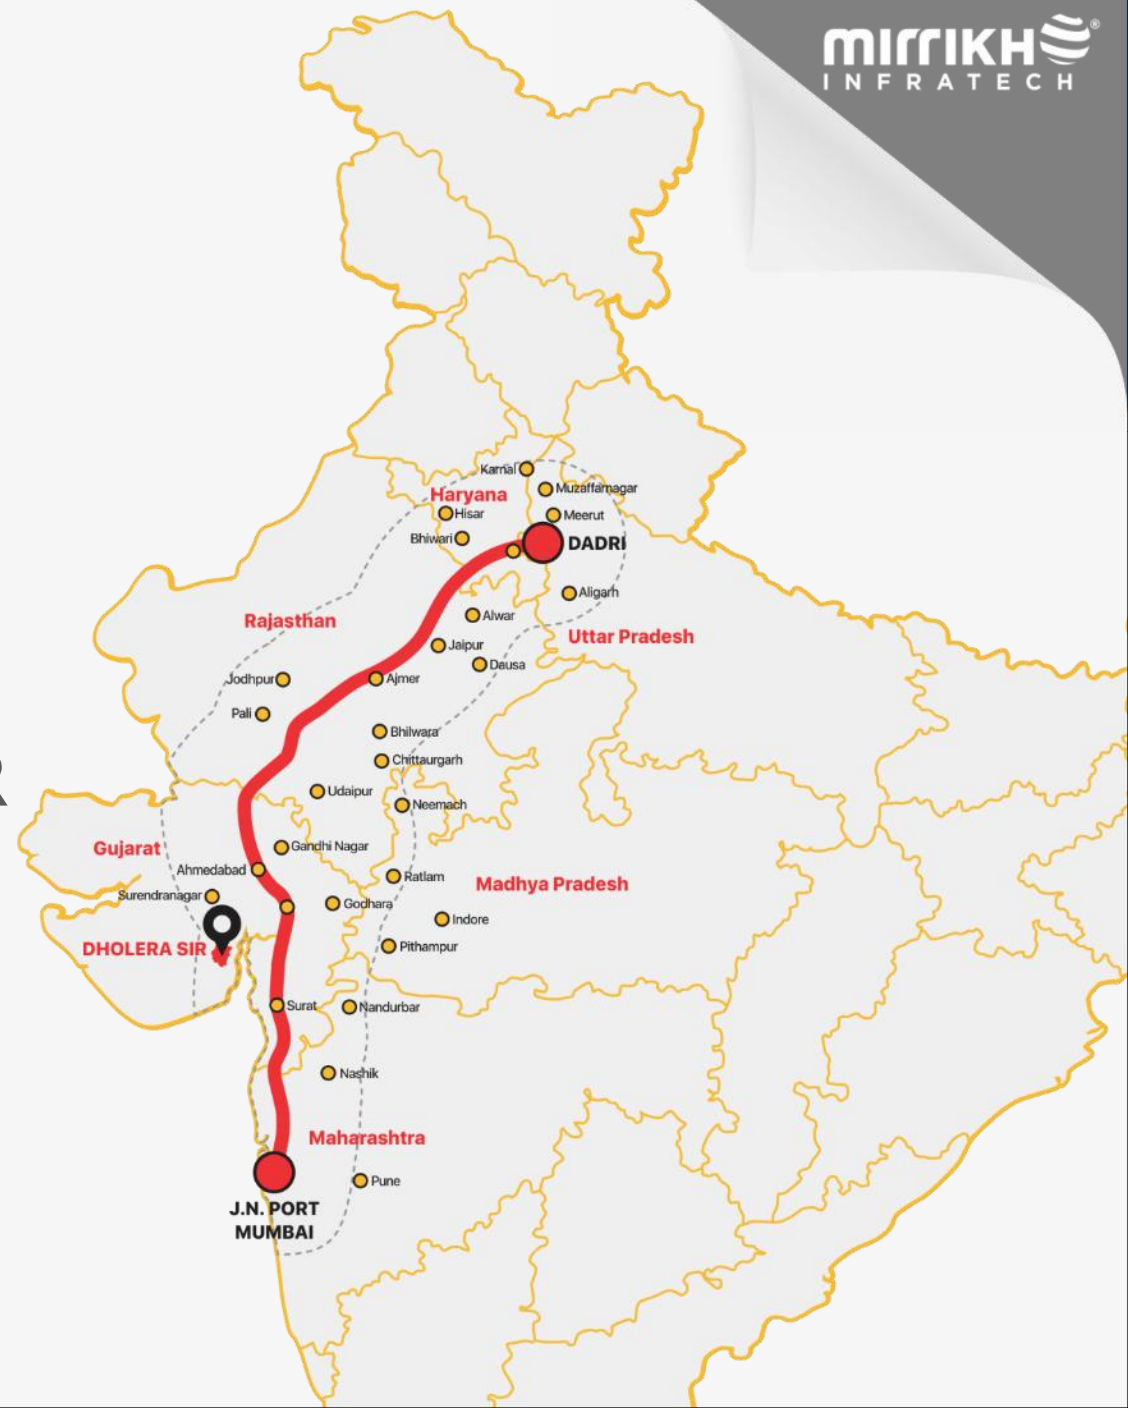 mirrikh®
INFRATECH
Karnal
Muzaffarnagar
Haryana
Hisar
Meerut
Bhiwari
DADRI
Aligarh
Rajasthan
Alwar
Uttar Pradesh
Jaipur
Dausa
Jodhpur
Ajmer
Pali
Bhilwara
Chittaurgarh
R
Udaipur
Neemach
Gujarat
Gandhi Nagar
Ahmedabad
Ratlam
Madhya Pradesh
Surendranagar
Godhara
Indore
DHOLERA SIR
Pithampur
Surat
Nandurbar
Nashik
Maharashtra
Pune
J.N. PORT
MUMBAI